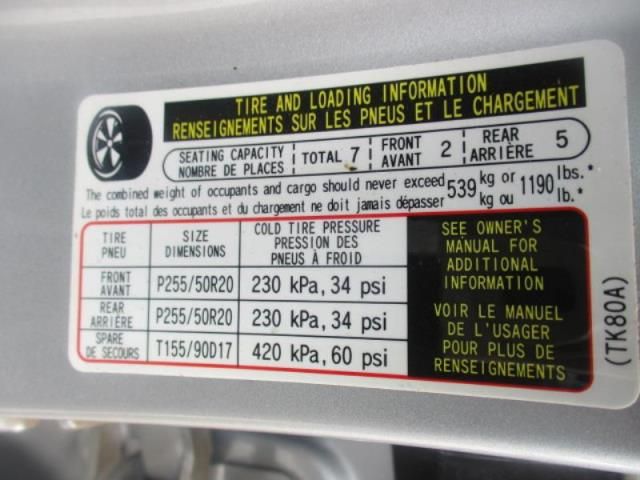 TIRE AND LOADING INFORMATION
RENSEIGNEMENTS SUR LES PNEUS ET LE CHARGEMENT
SEATING CAPACITY
NOMBRE DE PLACES
TOTAL 7
FRONT
AVANT
2
REAR
ARRIÈRE
5
The combined weight of occupants and cargo should never exceed 539 kg or 1190 lbs.*
Le poids total des occupants et du chargement ne doit jamais dépasser kg ou lb.*
TIRE
PNEU
SIZE
DIMENSIONS
COLD TIRE PRESSURE
PRESSION DES
PNEUS À FROID
FRONT
AVANT
P255/50R20
230 kPa, 34 psi
REAR
ARRIÈRE
P255/50R20
230 kPa, 34 psi
SPARE
DE SECOURS
T155/90D17
420 kPa, 60 psi
SEE OWNER'S
MANUAL FOR
ADDITIONAL
INFORMATION
VOIR LE MANUEL
DE L'USAGER
POUR PLUS DE
RENSEIGNEMENTS
(TK80A)